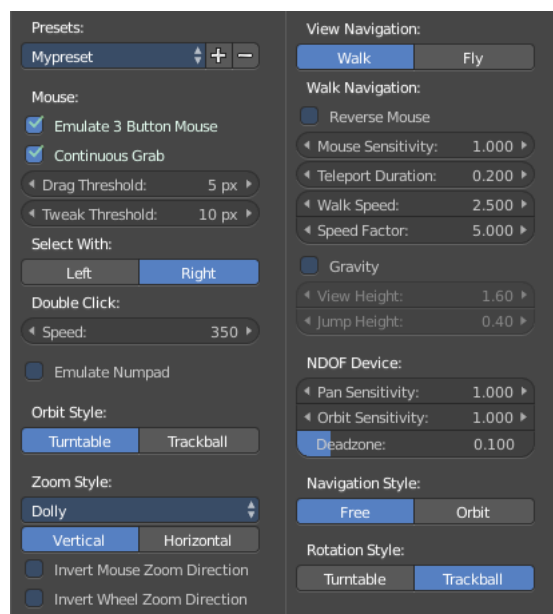 Presets:
Mypreset
Mouse:
Emulate 3 Button Mouse
Continuous Grab
Drag Threshold: 5 px
Tweak Threshold: 10 px
Select With:
Left Right
Double Click:
Speed: 350
Emulate Numpad
Orbit Style:
Turntable Trackball
Zoom Style:
Dolly
Vertical Horizontal
Invert Mouse Zoom Direction
Invert Wheel Zoom Direction
View Navigation:
Walk Fly
Walk Navigation:
Reverse Mouse
Mouse Sensitivity: 1.000
Teleport Duration: 0.200
Walk Speed: 2.500
Speed Factor: 5.000
Gravity
View Height: 1.60
Jump Height: 0.40
NDOF Device:
Pan Sensitivity: 1.000
Orbit Sensitivity: 1.000
Deadzone: 0.100
Navigation Style:
Free Orbit
Rotation Style:
Turntable Trackball